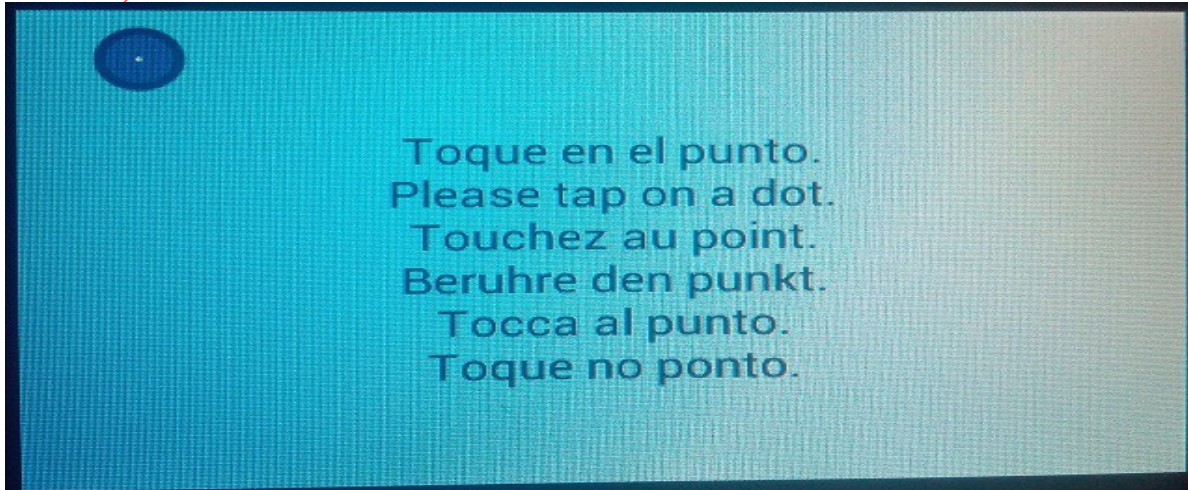 Toque en el punto.
Please tap on a dot.
Touchez au point.
Beruhre den punkt.
Tocca al punto.
Toque no ponto.